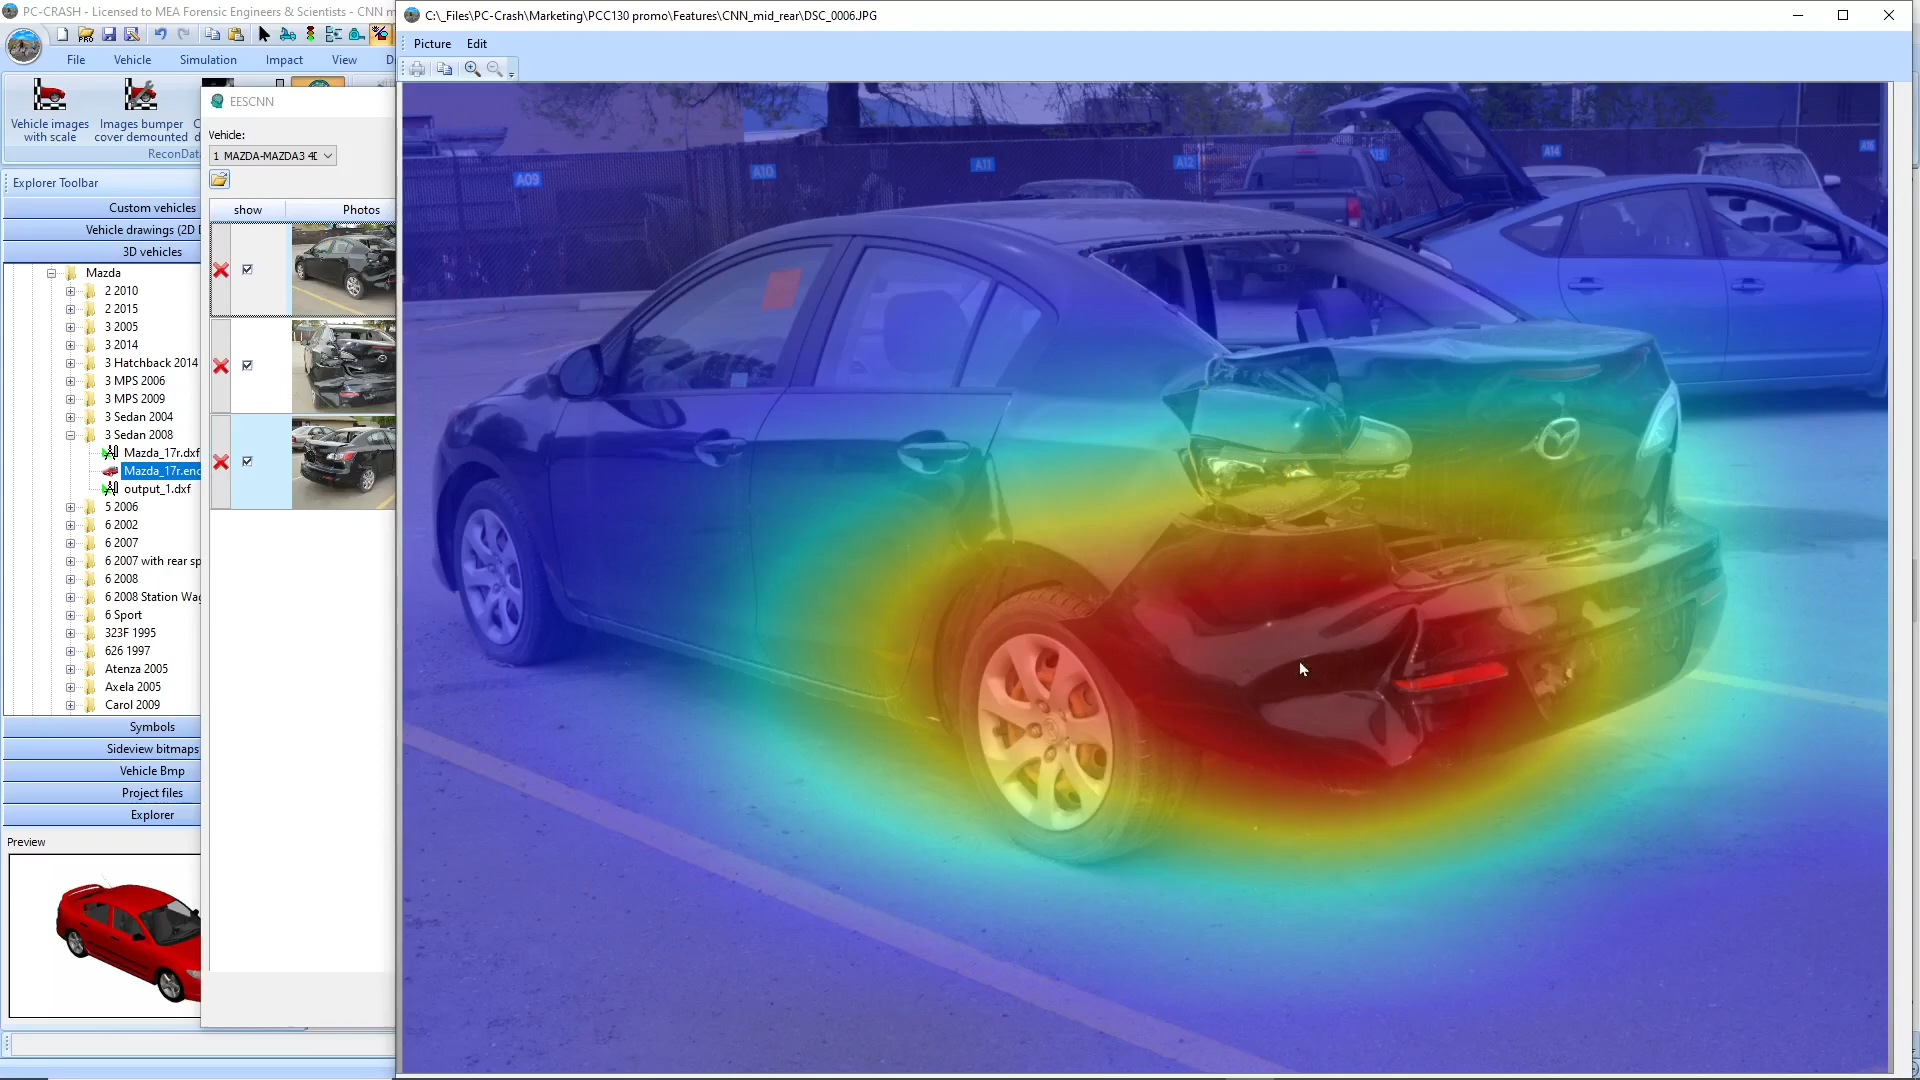 PC-CRASH - Licensed to MEA Forensic Engineers & Scientists - CNN m
C:\_Files\PC-Crash\Marketing\PCC130 promo\Features\CNN_mid_rear\DSC_0006.JPG
File Vehicle Simulation Impact View D
Picture Edit
Vehicle images with scale
Images bumper cover demounted
ReconData
EESCNN
Vehicle:
1 MAZDA-MAZDA3 4D
show Photos
Explorer Toolbar
Custom vehicles
Vehicle drawings (2D D
3D vehicles
Mazda
2 2010
2 2015
3 2005
3 2014
3 Hatchback 2014
3 MPS 2006
3 MPS 2009
3 Sedan 2004
3 Sedan 2008
Mazda_17r.dxf
Mazda_17r.enc
output_1.dxf
5 2006
6 2002
6 2007
6 2007 with rear sp
6 2008
6 2008 Station Wag
6 Sport
323F 1995
626 1997
Atenza 2005
Axela 2005
Carol 2009
Symbols
Sideview bitmaps
Vehicle Bmp
Project files
Explorer
Preview
A09 A10 A11 A12 A13 A14